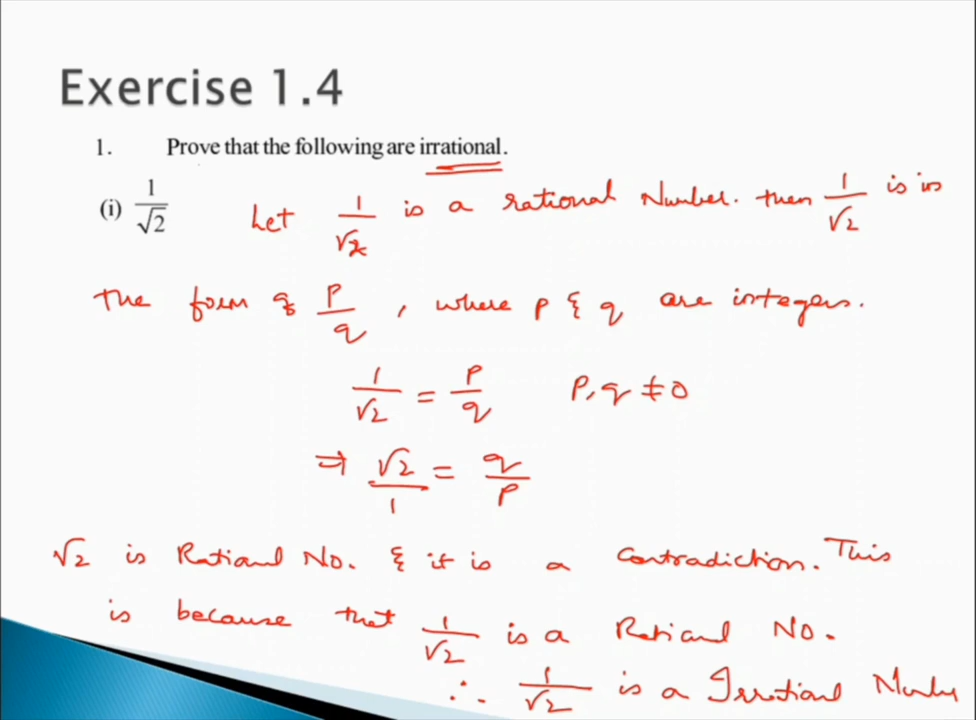 Exercise 1.4
1. Prove that the following are irrational.
(i) 1/√2 Let 1/√2 is a rational Number. then 1/√2 is in
the form of P/q, where p & q are integers.
1/√2 = P/q P, q ≠ 0
⇒ √2/1 = q/P
√2 is Rational No. & it is a contradiction. This
is because that 1/√2 is a Rational No.
∴ 1/√2 is a Irrational Number